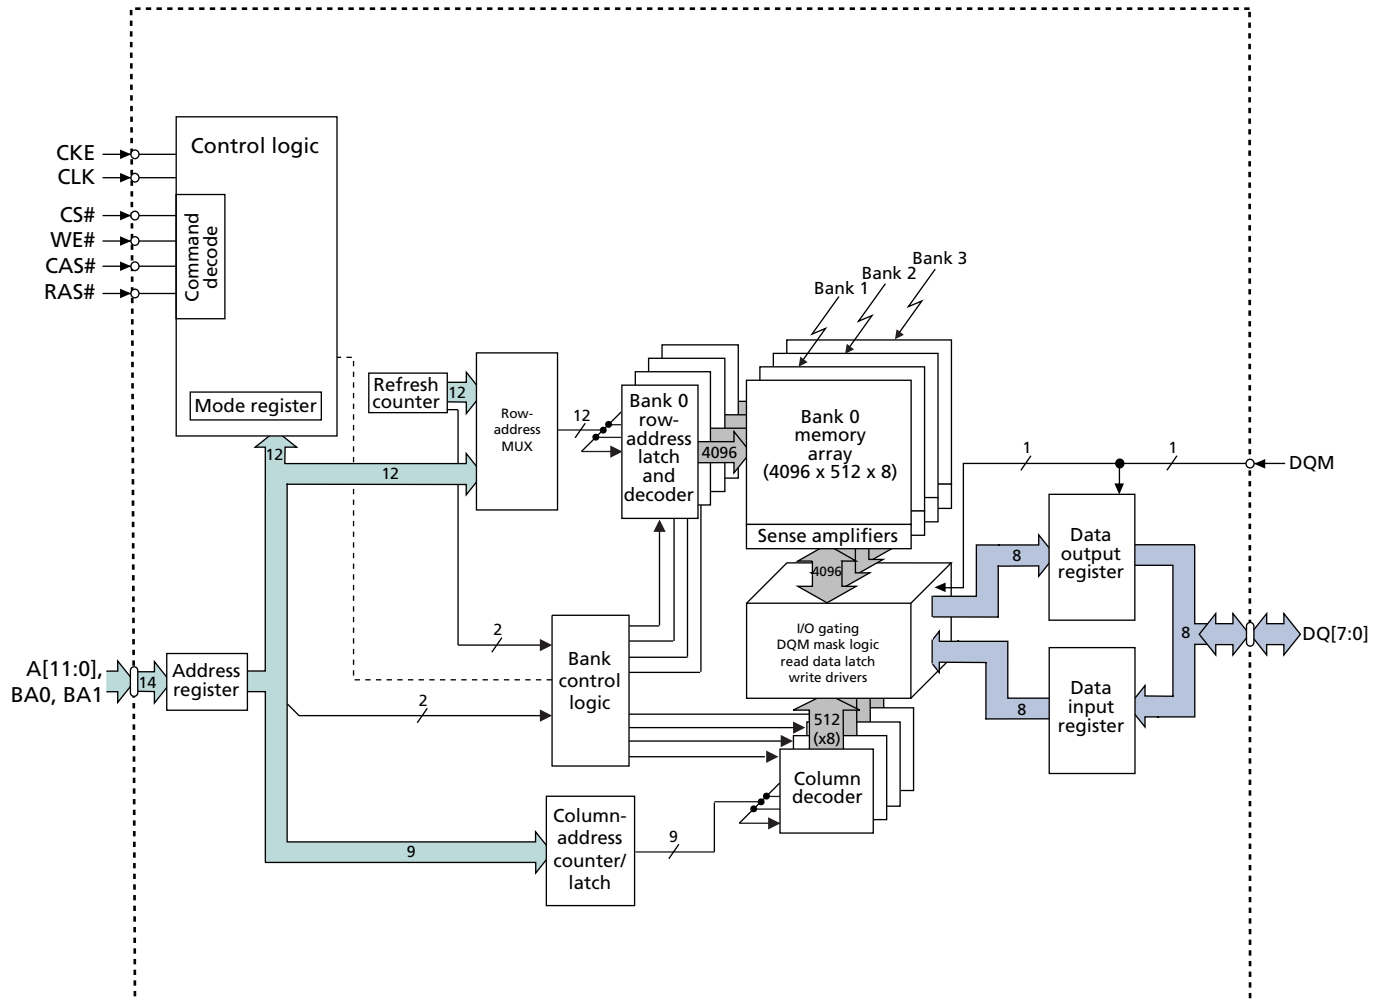 Control logic
CKE
CLK
CS#
WE#
CAS#
RAS#
Command
decode
Mode register
Bank 3
Bank 2
Bank 1
Refresh
counter
12
Row-
address
MUX
12
Bank 0
row-
address
latch
and
decoder
4096
Bank 0
memory
array
(4096 x 512 x 8)
Sense amplifiers
12
12
1
1
DQM
4096
8
Data
output
register
I/O gating
DQM mask logic
read data latch
write drivers
8
DQ[7:0]
8
Data
input
register
A[11:0],
BA0, BA1
14
Address
register
2
2
Bank
control
logic
512
(x8)
Column
decoder
9
Column-
address
counter/
latch
9